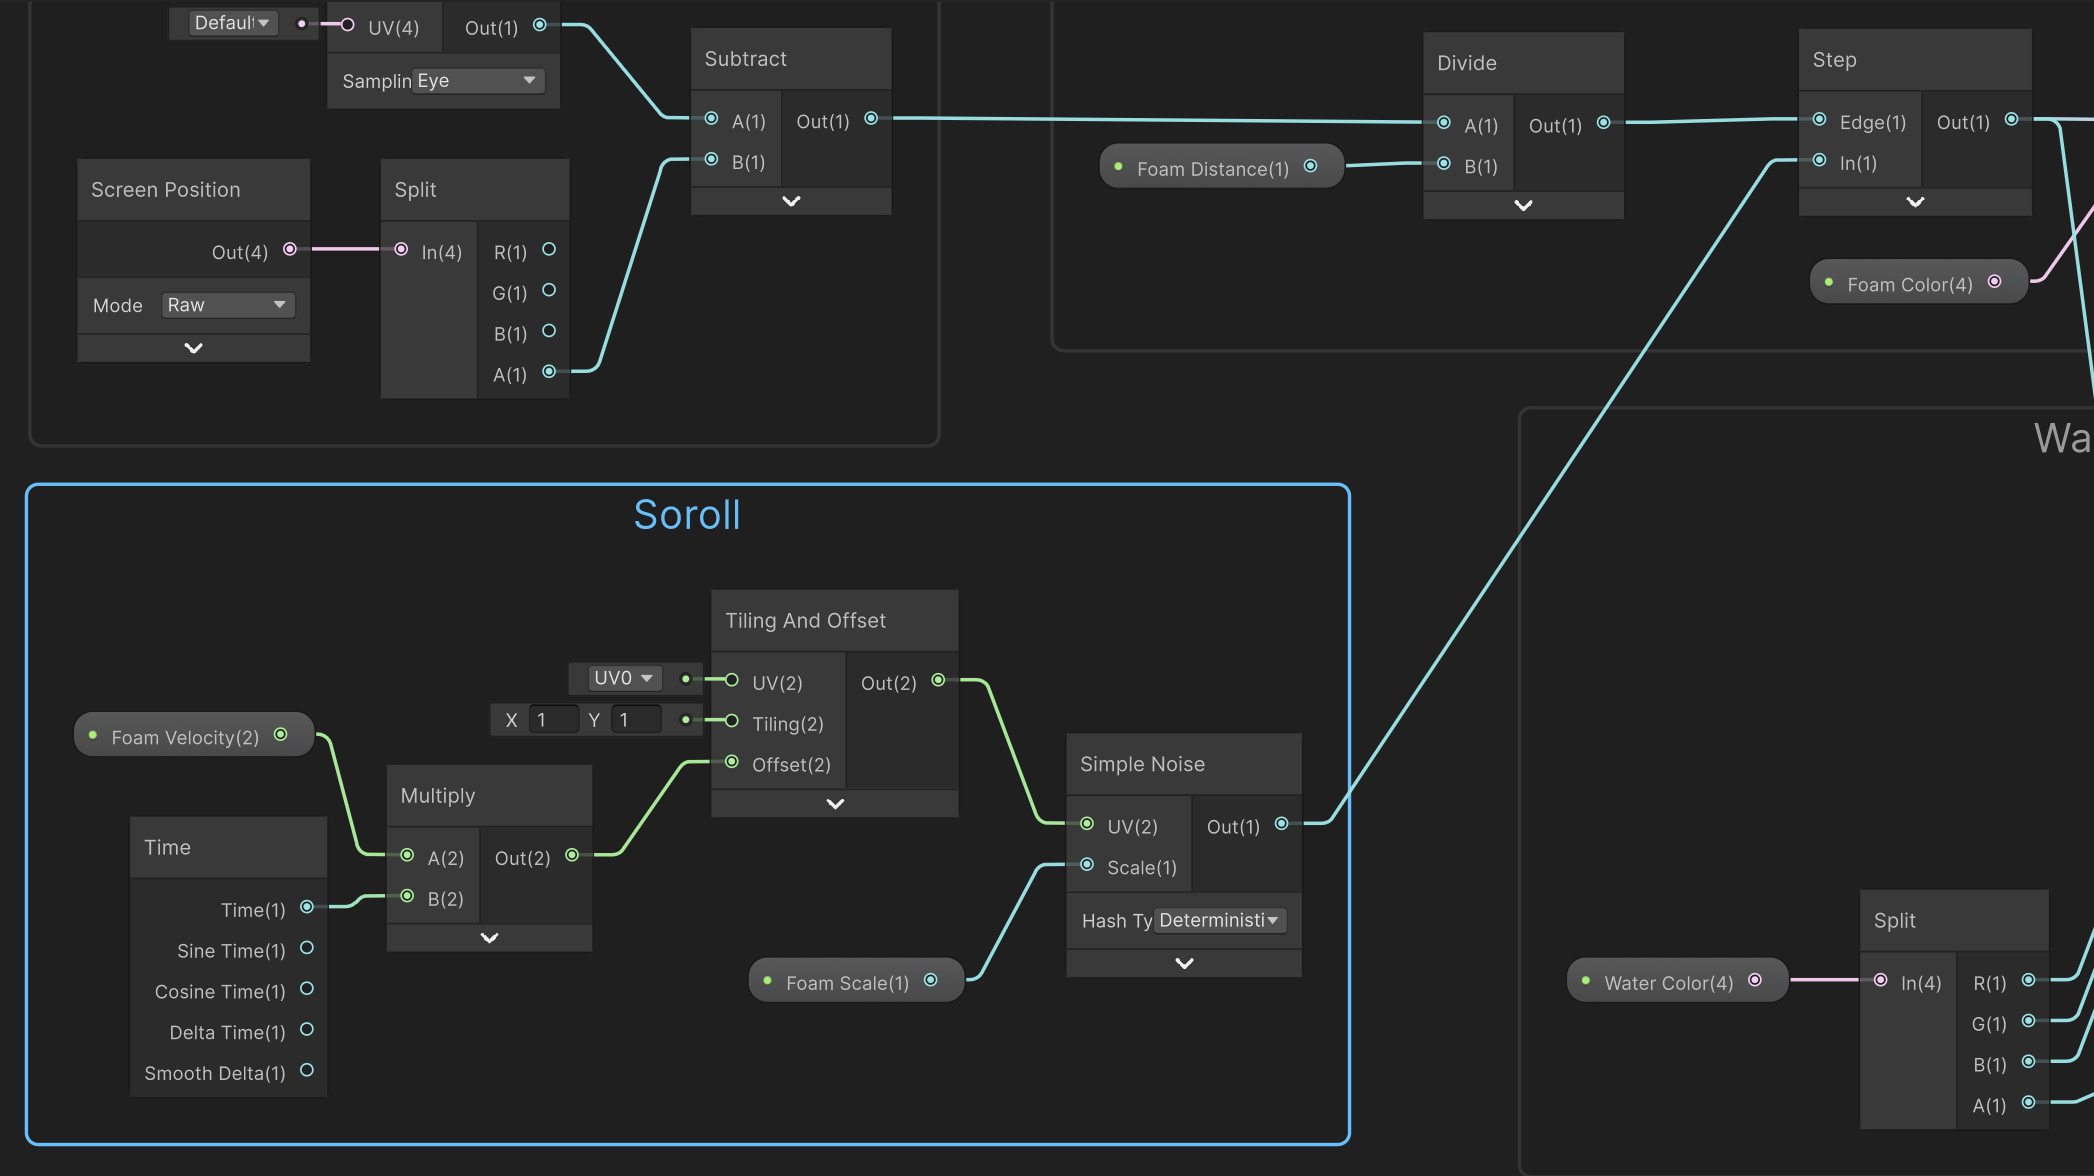 Default
UV(4)
Out(1)
Samplin
Eye
Subtract
A(1)
B(1)
Out(1)
Screen Position
Out(4)
Mode
Raw
Split
In(4)
R(1)
G(1)
B(1)
A(1)
Divide
A(1)
B(1)
Out(1)
Foam Distance(1)
Step
Edge(1)
In(1)
Out(1)
Foam Color(4)
Wa
Soroll
Tiling And Offset
UV0
UV(2)
Out(2)
X 1 Y 1
Tiling(2)
Offset(2)
Foam Velocity(2)
Multiply
A(2)
B(2)
Out(2)
Time
Time(1)
Sine Time(1)
Cosine Time(1)
Delta Time(1)
Smooth Delta(1)
Simple Noise
UV(2)
Out(1)
Scale(1)
Hash Ty
Deterministi
Foam Scale(1)
Water Color(4)
Split
In(4)
R(1)
G(1)
B(1)
A(1)